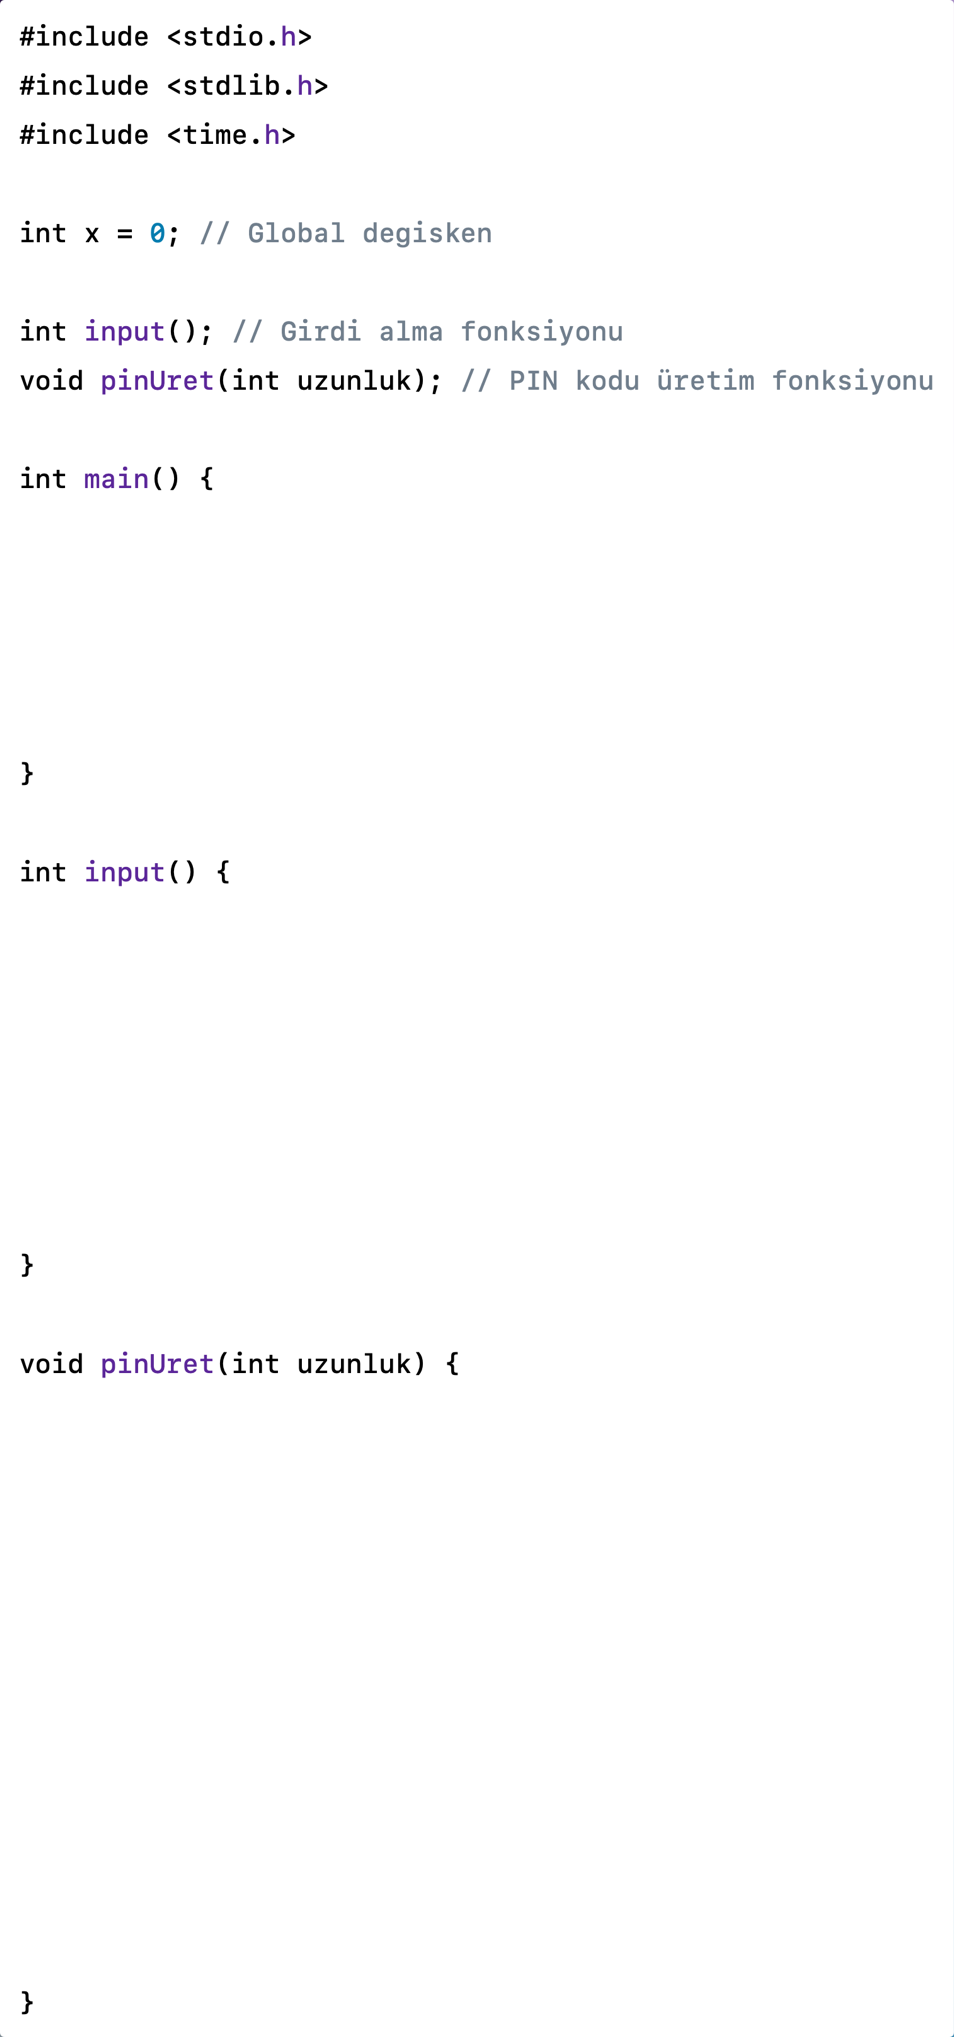 #include <stdio.h>
#include <stdlib.h>
#include <time.h>
int x = 0; // Global degisken
int input(); // Girdi alma fonksiyonu
void pinUret(int uzunluk); // PIN kodu üretim fonksiyonu
int main() {
}
int input() {
}
void pinUret(int uzunluk) {
}